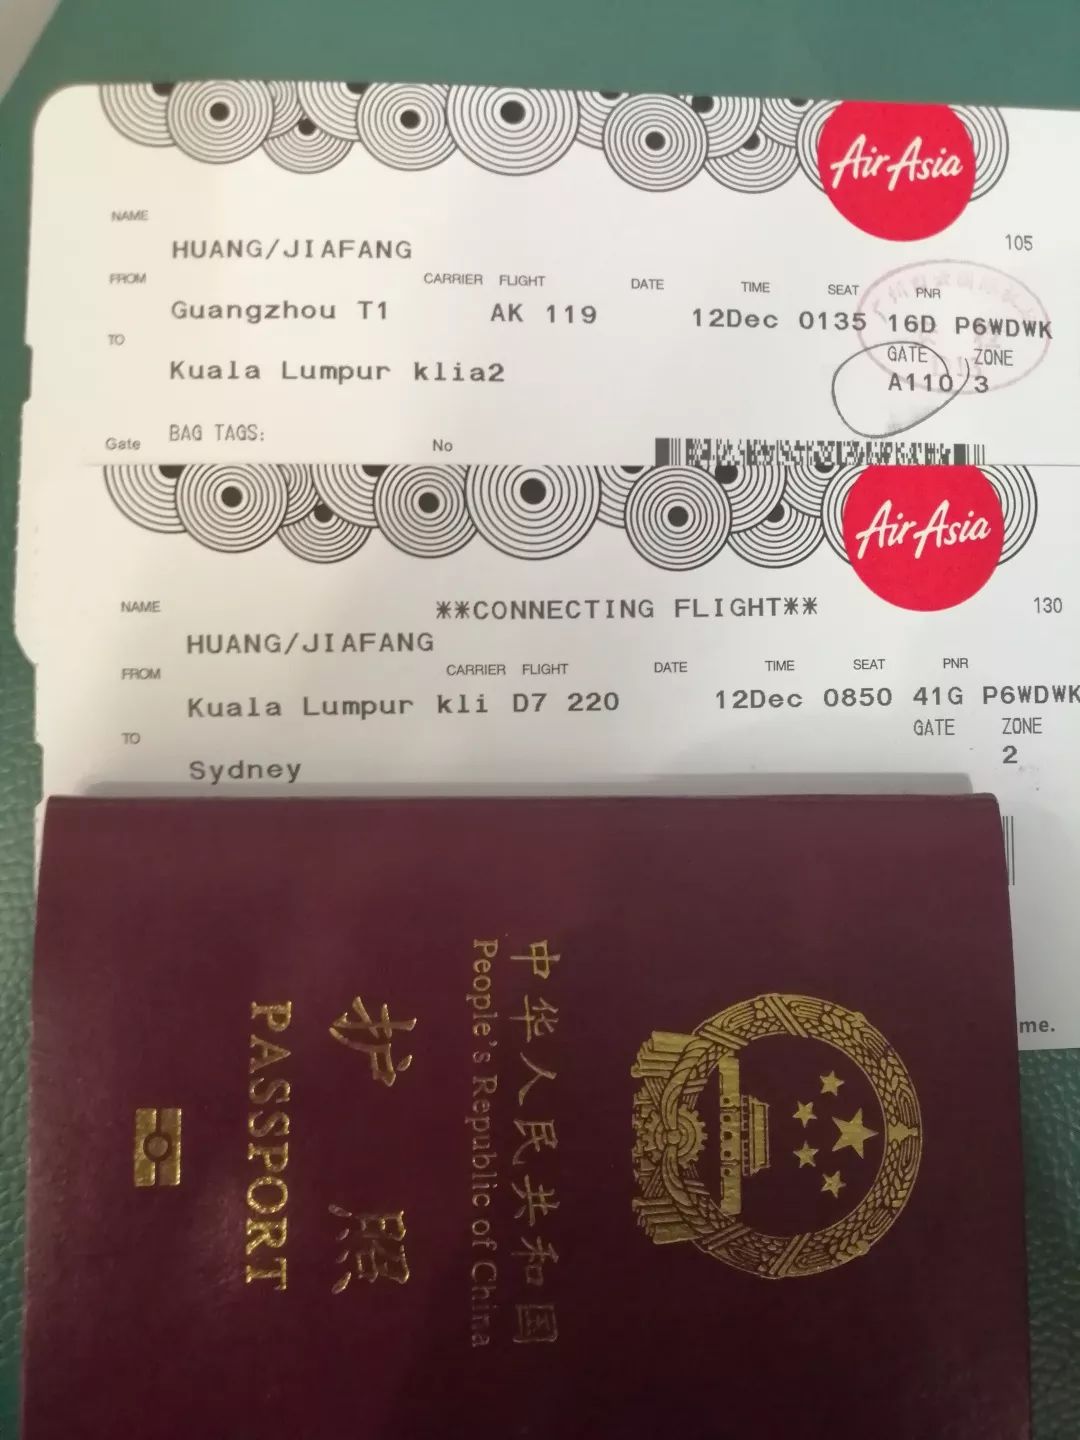 AirAsia
NAME
105
HUANG/JIAFANG
FROM CARRIER FLIGHT DATE TIME SEAT PNR
Guangzhou T1 AK 119 12Dec 0135 16D P6WDWK
TO GATE ZONE
Kuala Lumpur klia2 A110 3
Gate BAG TAGS: No
AirAsia
NAME **CONNECTING FLIGHT** 130
HUANG/JIAFANG
FROM CARRIER FLIGHT DATE TIME SEAT PNR
Kuala Lumpur kli D7 220 12Dec 0850 41G P6WDWK
TO GATE ZONE
Sydney 2
me.
中华人民共和国
People's Republic of China
护照
PASSPORT